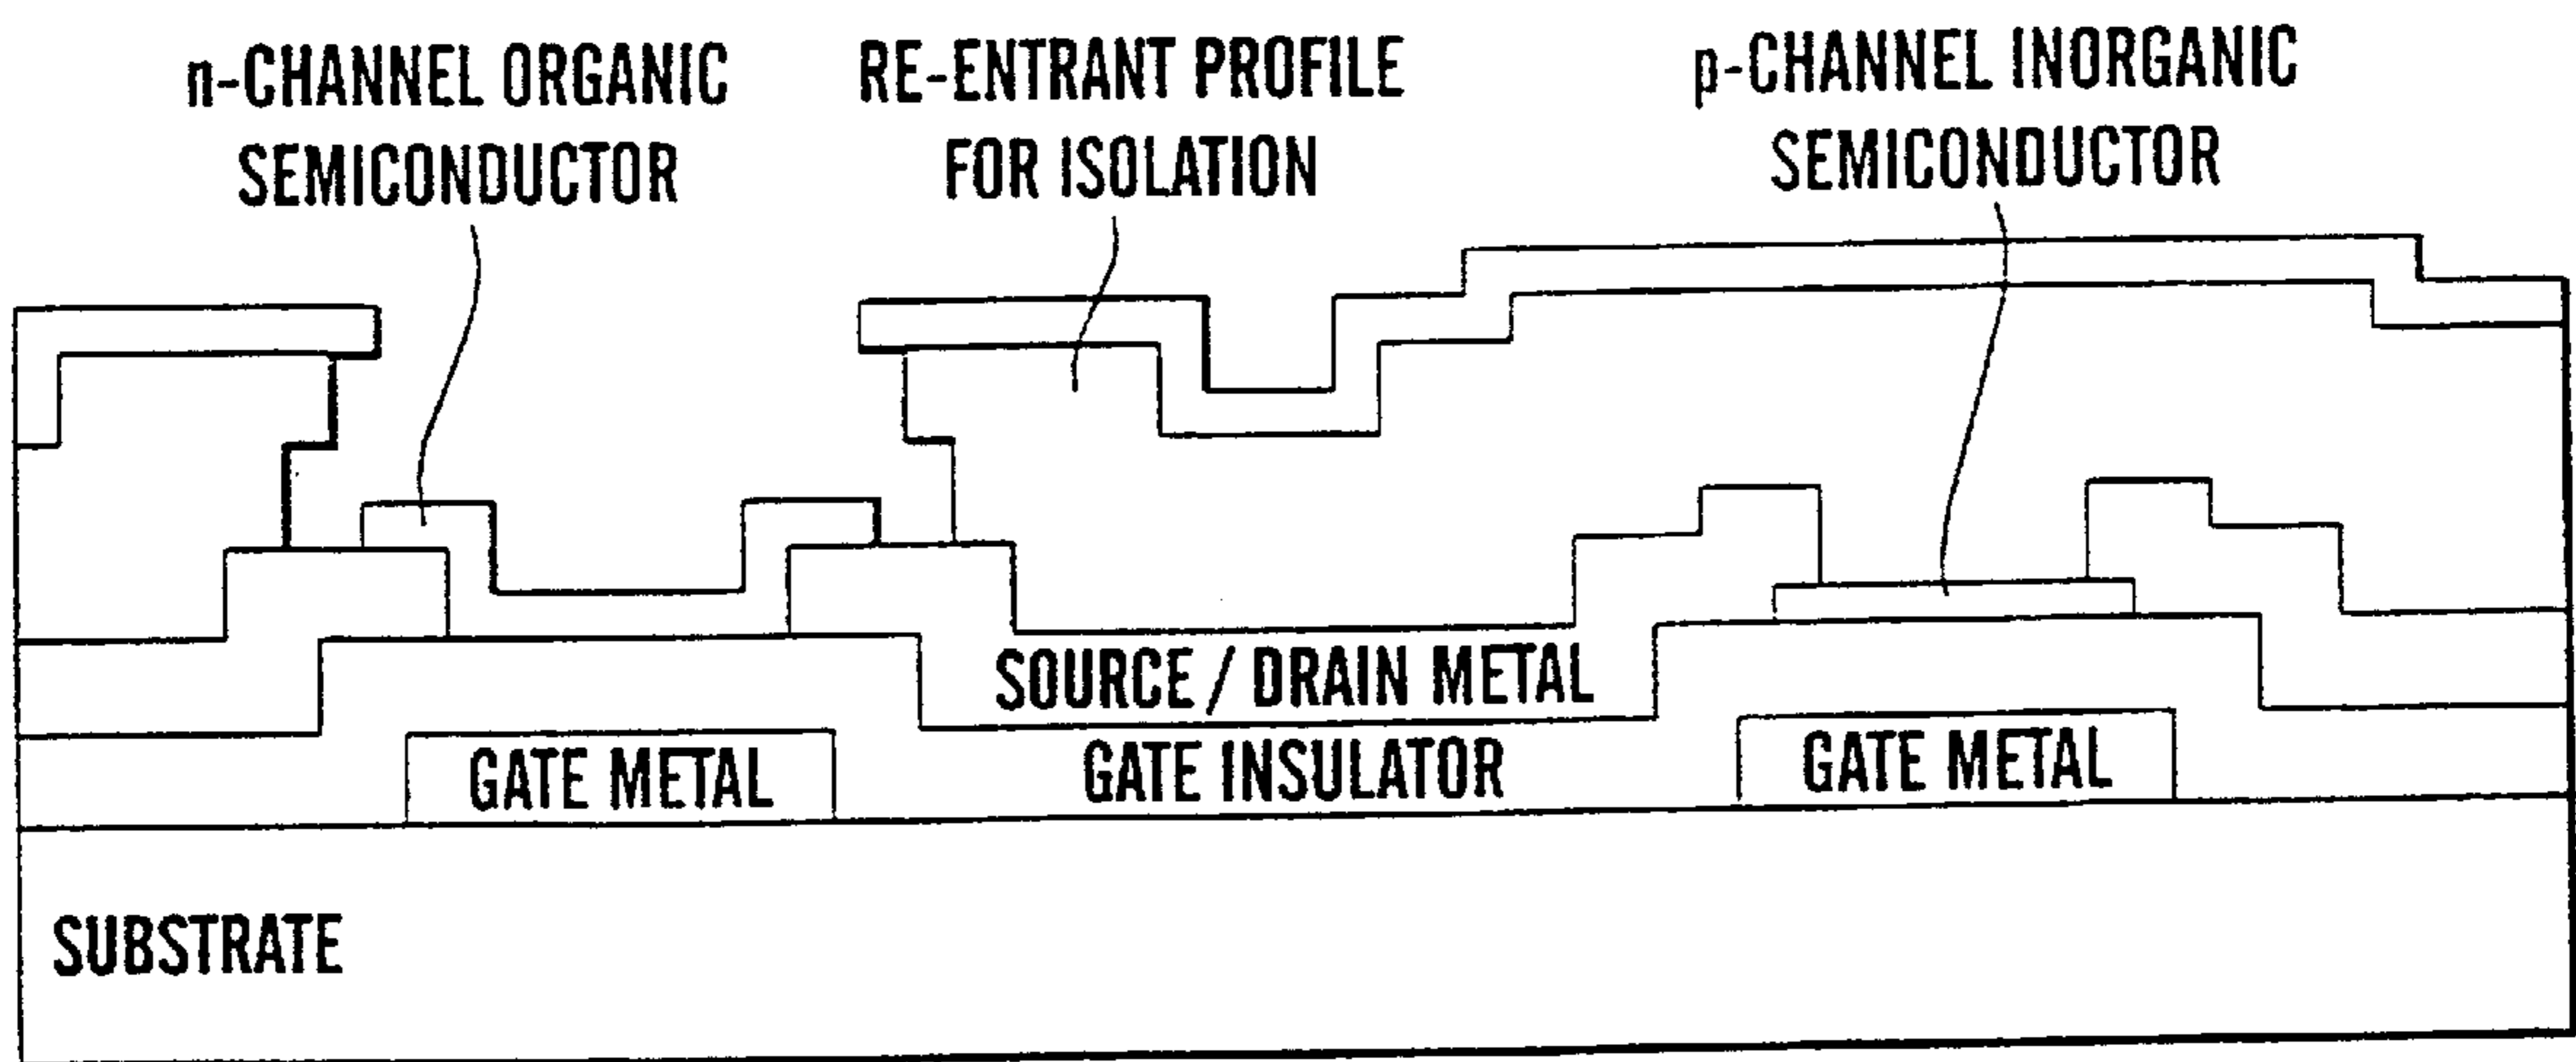 n-CHANNEL ORGANIC
SEMICONDUCTOR
RE-ENTRANT PROFILE
FOR ISOLATION
p-CHANNEL INORGANIC
SEMICONDUCTOR
SOURCE / DRAIN METAL
GATE METAL
GATE INSULATOR
GATE METAL
SUBSTRATE